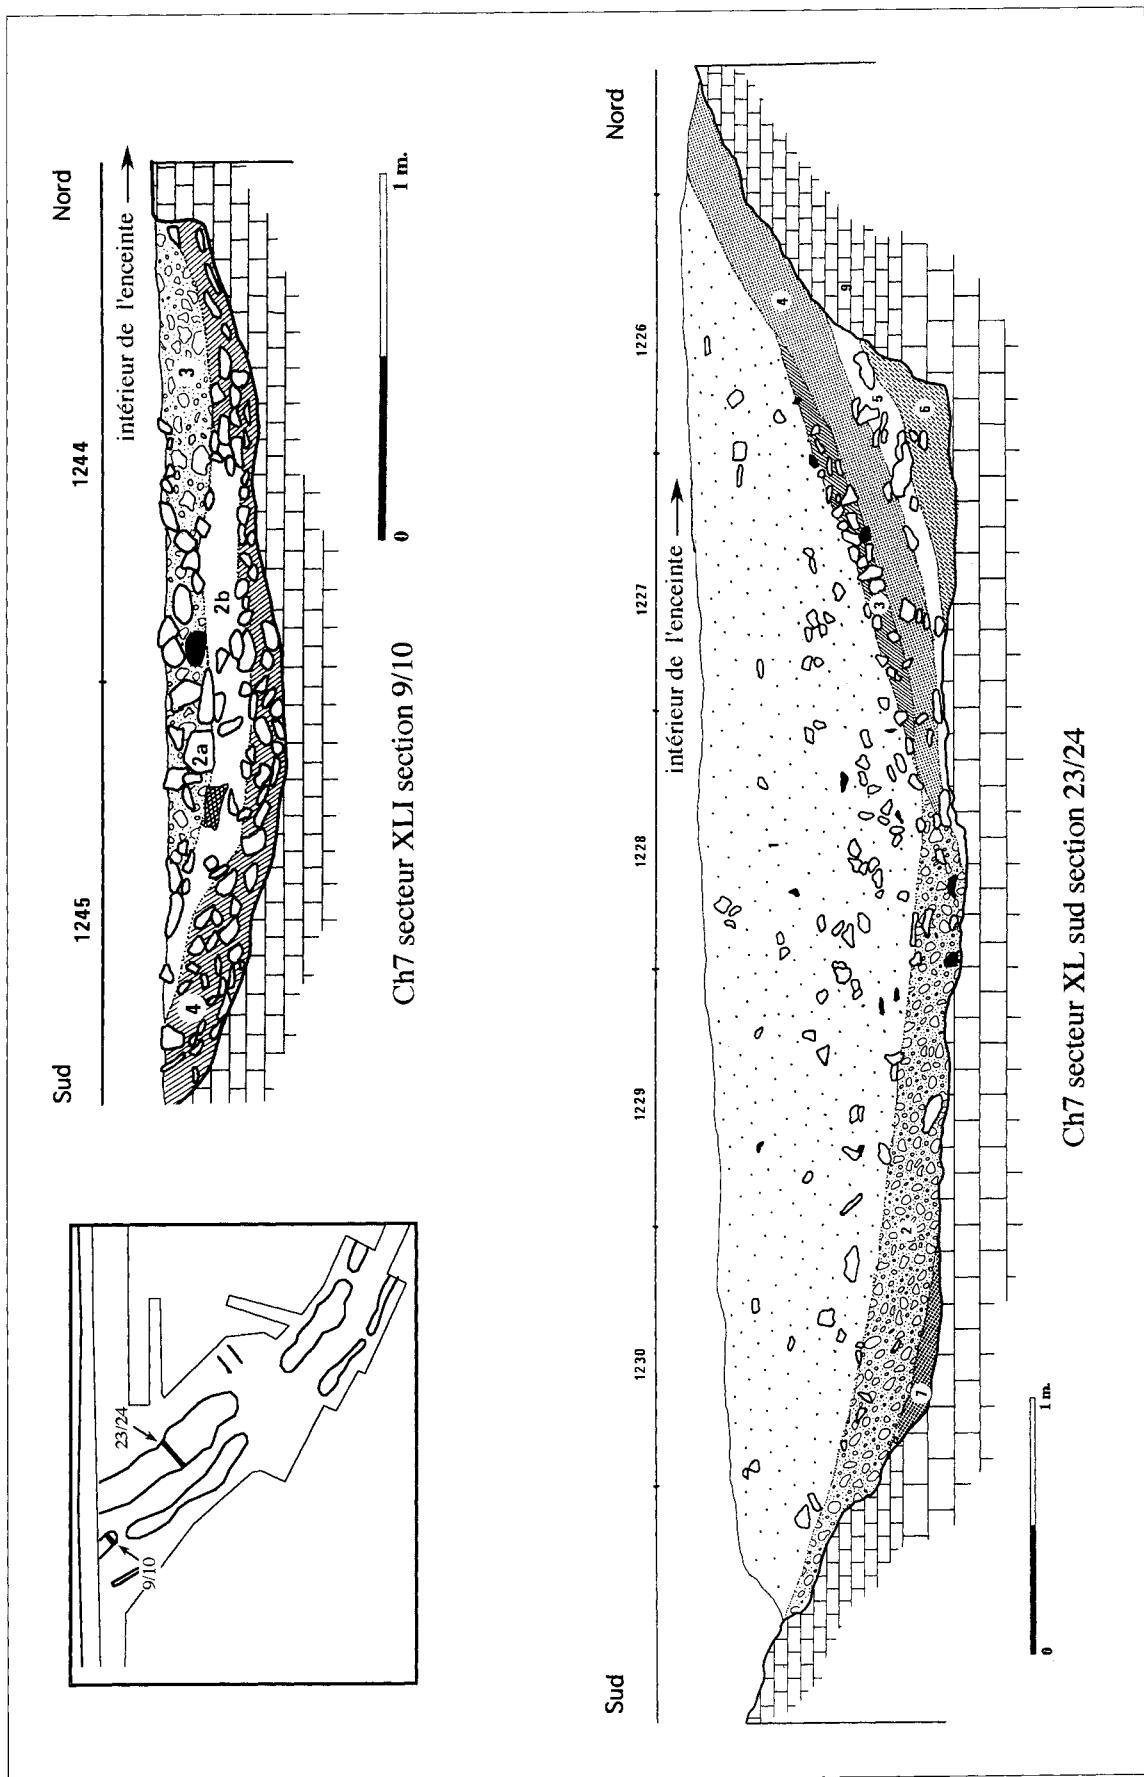 23/24
9/10
Sud
Nord
1245
1244
intérieur de l'enceinte
4
2a
2b
3
0
1 m.
Ch7 secteur XLI section 9/10
Sud
Nord
1230
1229
1228
1227
1226
intérieur de l'enceinte
1
2
3
4
5
6
7
9
0
1 m.
Ch7 secteur XL sud section 23/24